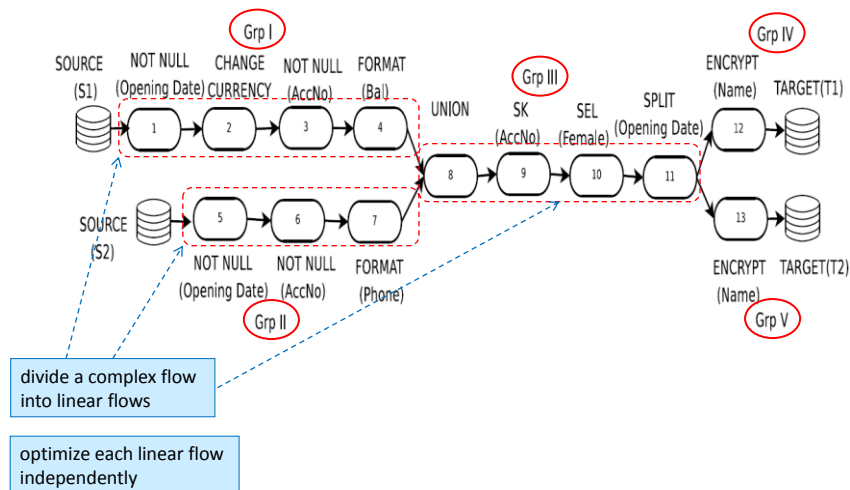 Grp I
Grp IV
SOURCE
(S1)
NOT NULL
(Opening Date)
CHANGE
CURRENCY
NOT NULL
(AccNo)
FORMAT
(Bal)
UNION
Grp III
SK
(AccNo)
SEL
(Female)
SPLIT
(Opening Date)
ENCRYPT
(Name)
TARGET(T1)
1
2
3
4
8
9
10
11
12
SOURCE
(S2)
5
6
7
13
NOT NULL
(Opening Date)
NOT NULL
(AccNo)
FORMAT
(Phone)
Grp II
ENCRYPT
(Name)
TARGET(T2)
Grp V
divide a complex flow
into linear flows
optimize each linear flow
independently